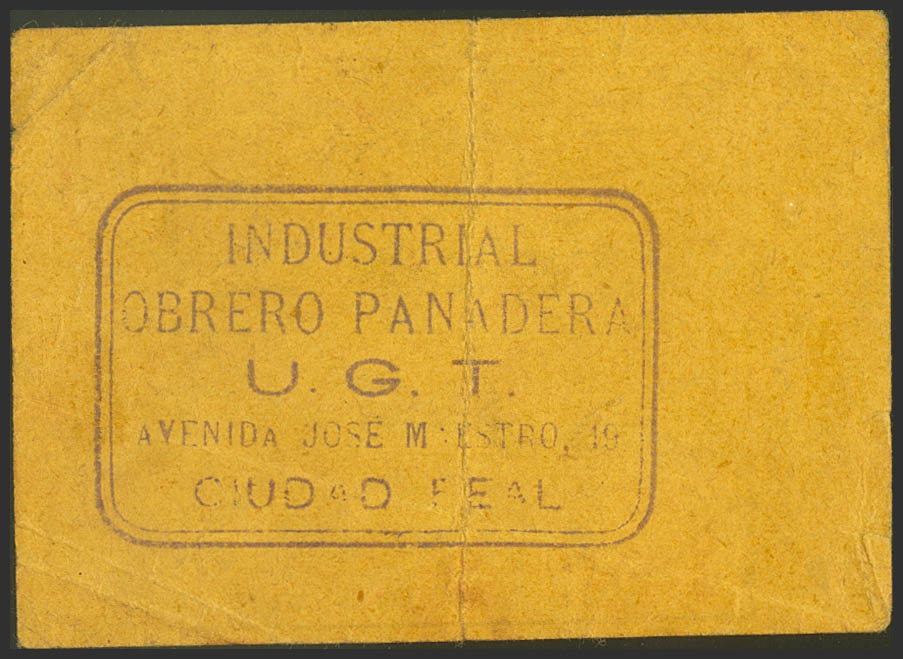 INDUSTRIAL
OBRERO PANADERA
U. G. T.
AVENIDA JOSÉ MAESTRO, 19
CIUDAD REAL